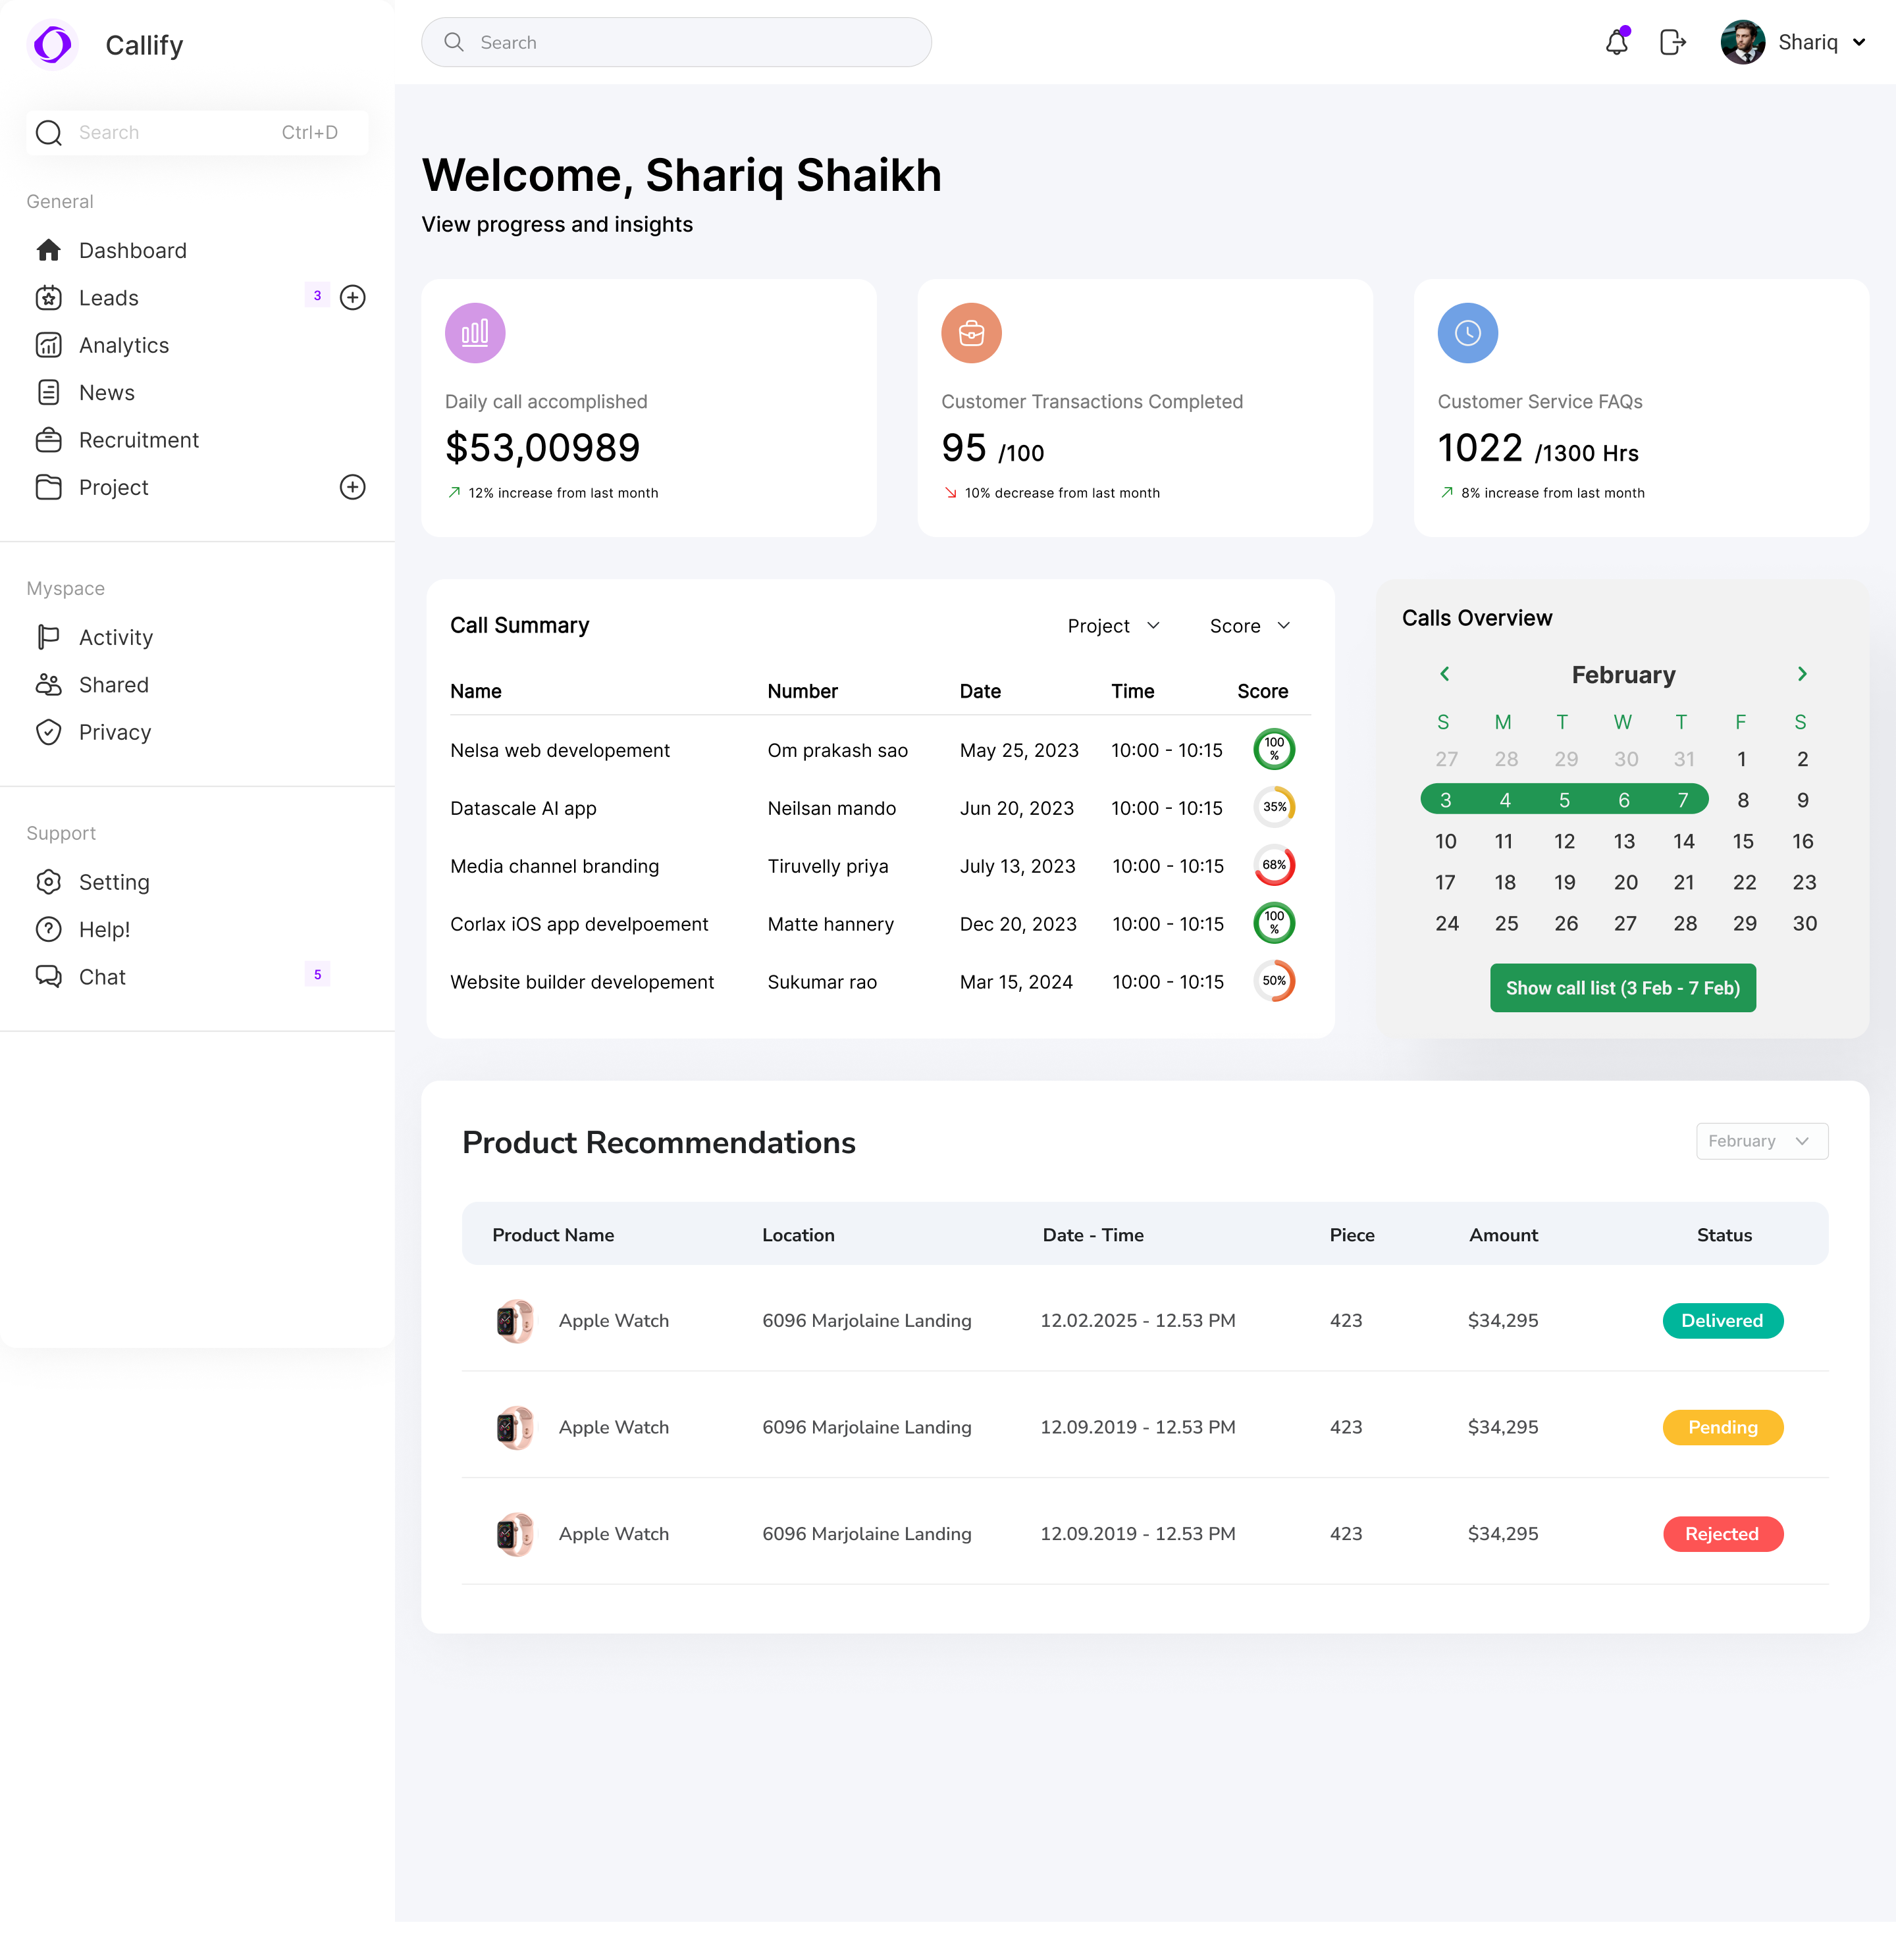 Callify
Search
Shariq
Search Ctrl+D
General
Dashboard
Leads 3
Analytics
News
Recruitment
Project
Myspace
Activity
Shared
Privacy
Support
Setting
Help!
Chat 5
Welcome, Shariq Shaikh
View progress and insights
Daily call accomplished
$53,00989
12% increase from last month
Customer Transactions Completed
95 /100
10% decrease from last month
Customer Service FAQs
1022 /1300 Hrs
8% increase from last month
Call Summary Project Score
Name Number Date Time Score
Nelsa web developement Om prakash sao May 25, 2023 10:00 - 10:15 100 %
Datascale AI app Neilsan mando Jun 20, 2023 10:00 - 10:15 35%
Media channel branding Tiruvelly priya July 13, 2023 10:00 - 10:15 68%
Corlax iOS app develpoement Matte hannery Dec 20, 2023 10:00 - 10:15 100 %
Website builder developement Sukumar rao Mar 15, 2024 10:00 - 10:15 50%
Calls Overview
February
S M T W T F S
27 28 29 30 31 1 2
3 4 5 6 7 8 9
10 11 12 13 14 15 16
17 18 19 20 21 22 23
24 25 26 27 28 29 30
Show call list (3 Feb - 7 Feb)
Product Recommendations February
Product Name Location Date - Time Piece Amount Status
Apple Watch 6096 Marjolaine Landing 12.02.2025 - 12.53 PM 423 $34,295 Delivered
Apple Watch 6096 Marjolaine Landing 12.09.2019 - 12.53 PM 423 $34,295 Pending
Apple Watch 6096 Marjolaine Landing 12.09.2019 - 12.53 PM 423 $34,295 Rejected